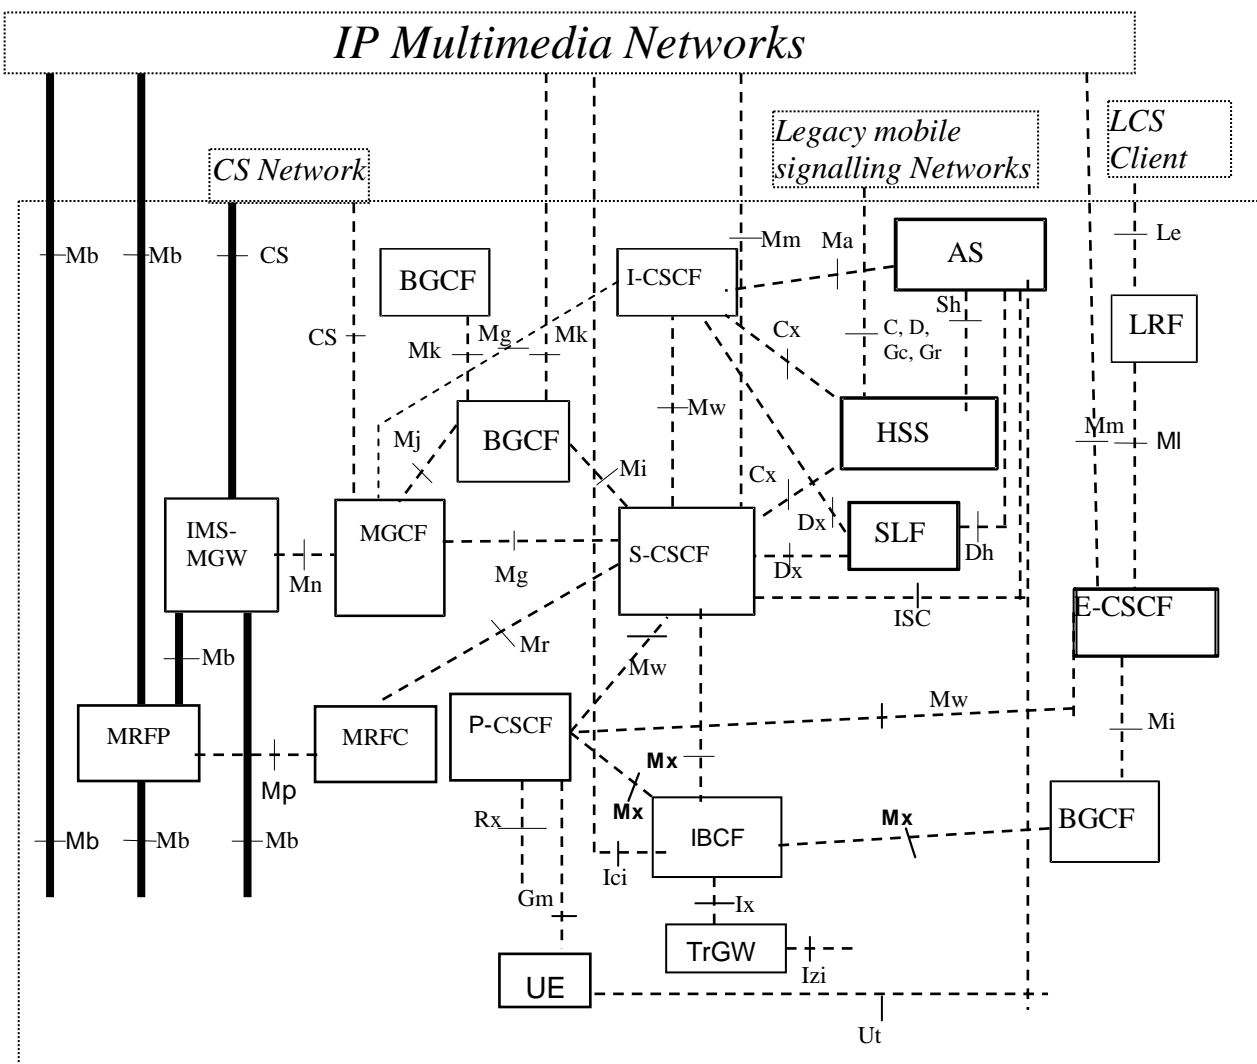 IP Multimedia Networks
Legacy mobile
signalling Networks
LCS
Client
CS Network
Mb
Mb
CS
Mm
Ma
Le
BGCF
I-CSCF
AS
Sh
LRF
CS
Mk
Mg
Mk
Cx
C, D,
Gc, Gr
Mw
Mj
BGCF
Mi
HSS
Mm
Ml
Cx
IMS-
MGW
MGCF
S-CSCF
Dx
SLF
Dh
Mn
Mg
Dx
ISC
E-CSCF
Mb
Mr
Mw
Mw
MRFP
MRFC
P-CSCF
Mi
Mp
Mx
Mx
Rx
IBCF
Mx
BGCF
Mb
Mb
Mb
Ici
Gm
Ix
TrGW
Izi
UE
Ut